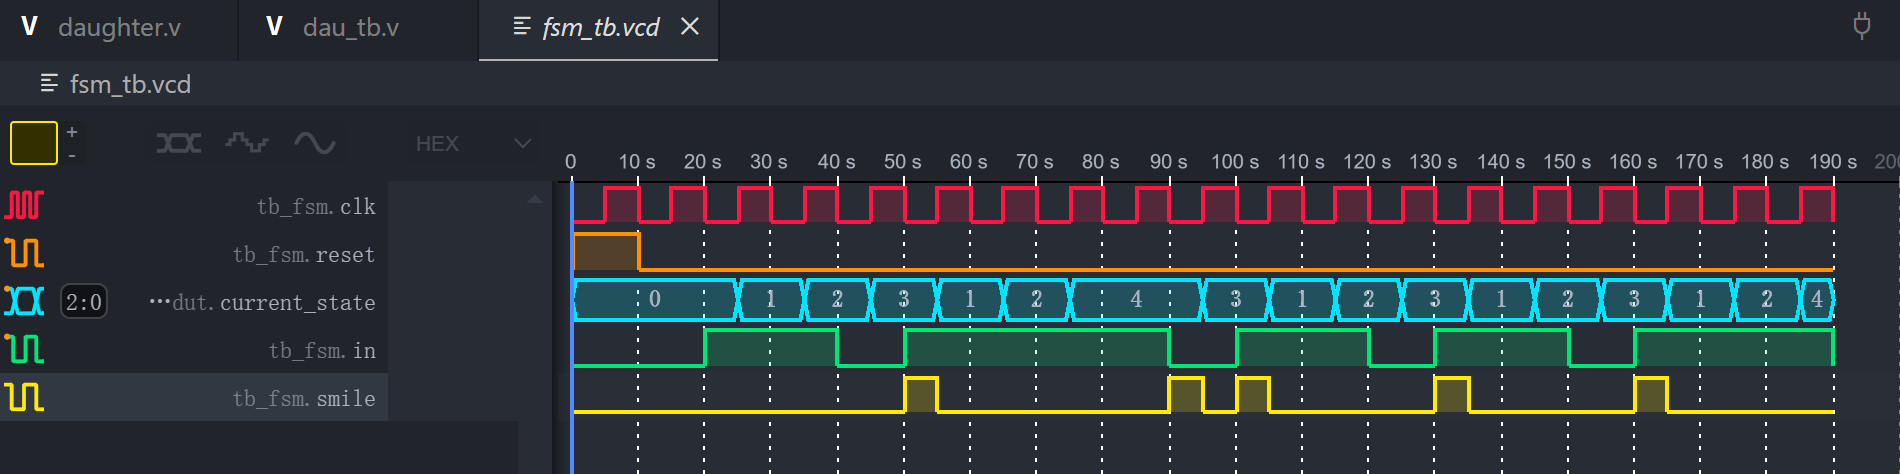 V daughter.v V dau_tb.v fsm_tb.vcd
fsm_tb.vcd
+
-
HEX
0 10 s 20 s 30 s 40 s 50 s 60 s 70 s 80 s 90 s 100 s 110 s 120 s 130 s 140 s 150 s 160 s 170 s 180 s 190 s
tb_fsm.clk
tb_fsm.reset
2:0 …dut.current_state 0 1 2 3 1 2 4 3 1 2 3 1 2 3 1 2 4
tb_fsm.in
tb_fsm.smile